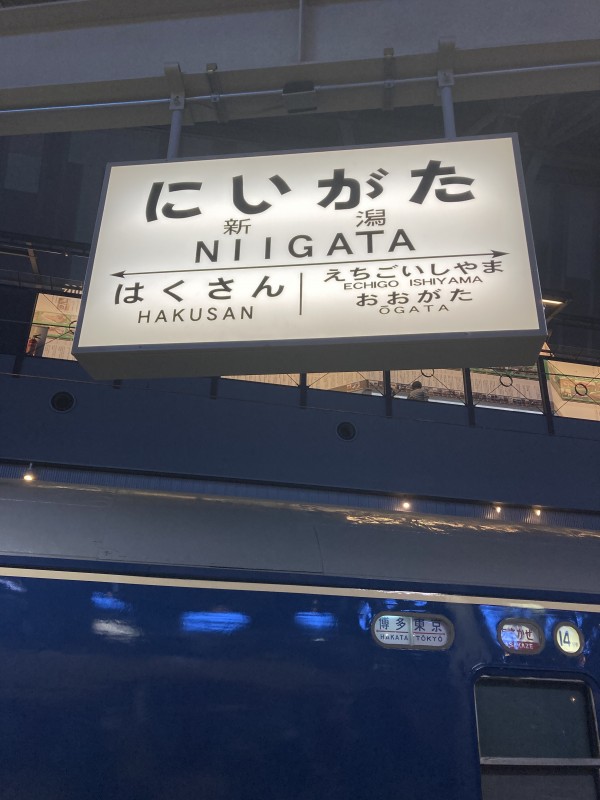 にいがた
新潟
NIIGATA
はくさん
HAKUSAN
えちごいしやま
ECHIGO ISHIYAMA
おおがた
ŌGATA
博多 東京
HAKATA TŌKYŌ
14